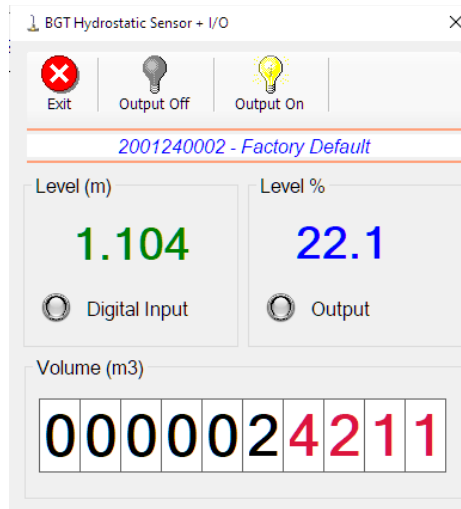 BGT Hydrostatic Sensor + I/O
Exit Output Off Output On
2001240002 - Factory Default
Level (m) Level %
1.104 22.1
Digital Input Output
Volume (m3)
0000024211